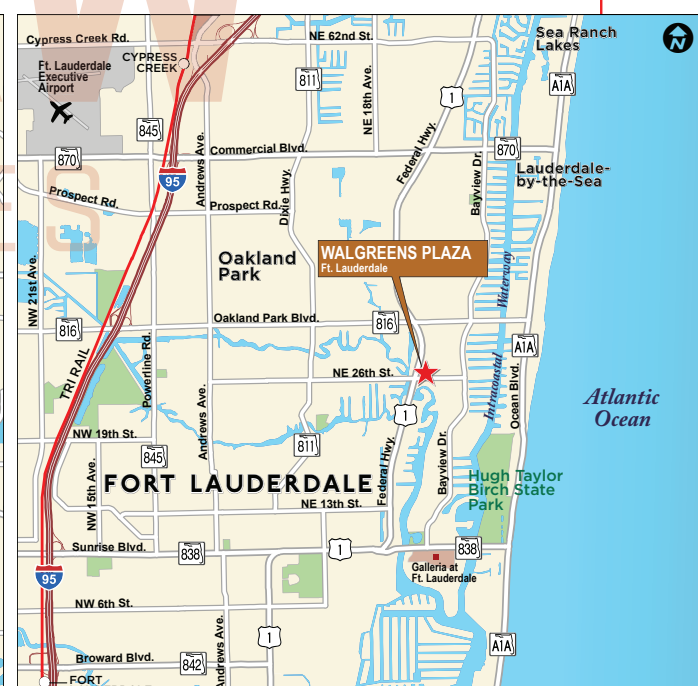 Cypress Creek Rd.
NE 62nd St.
Sea Ranch
Lakes
N
CYPRESS
CREEK
Ft. Lauderdale
Executive
Airport
811
NE 18th Ave.
1
A1A
845
Andrews Ave.
Federal Hwy.
Commercial Blvd.
870
870
Bayview Dr.
Lauderdale-
by-the-Sea
95
Dixie Hwy.
Prospect Rd.
Prospect Rd.
ES
W
Oakland
Park
WALGREENS PLAZA
Ft. Lauderdale
NW 21st Ave.
Intracoastal Waterway
Oakland Park Blvd.
816
816
A1A
TRI RAIL
Powerline Rd.
NE 26th St.
Ocean Blvd.
Atlantic
Ocean
Andrews Ave.
1
NW 19th St.
845
811
Federal Hwy.
Bayview Dr.
NW 15th Ave.
FORT LAUDERDALE
Hugh Taylor
Birch State
Park
NE 13th St.
Sunrise Blvd.
838
1
838
Galleria at
Ft. Lauderdale
95
NW 6th St.
1
Andrews Ave.
A1A
Broward Blvd.
842
FORT